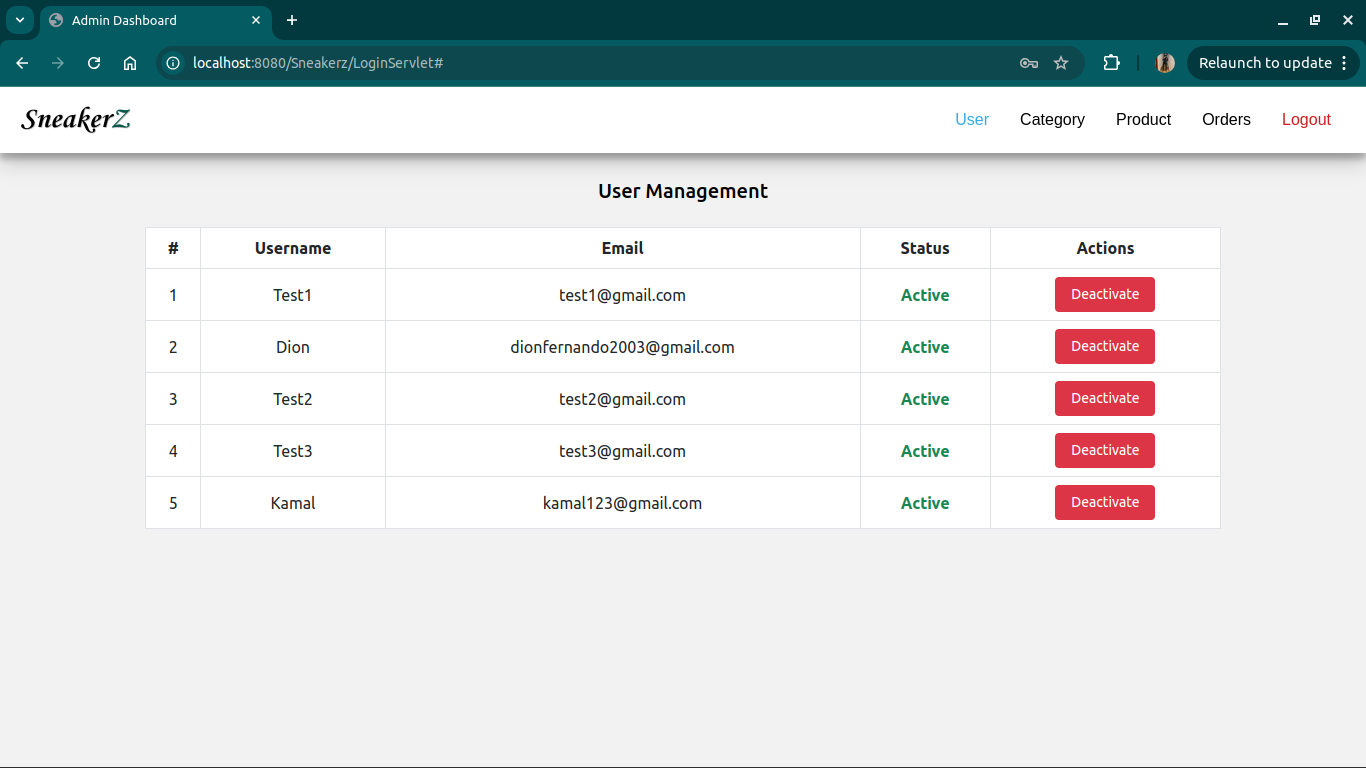 Admin Dashboard
localhost:8080/Sneakerz/LoginServlet#
Relaunch to update
SneakerZ
User Category Product Orders Logout
User Management
# Username Email Status Actions
1 Test1 test1@gmail.com Active Deactivate
2 Dion dionfernando2003@gmail.com Active Deactivate
3 Test2 test2@gmail.com Active Deactivate
4 Test3 test3@gmail.com Active Deactivate
5 Kamal kamal123@gmail.com Active Deactivate